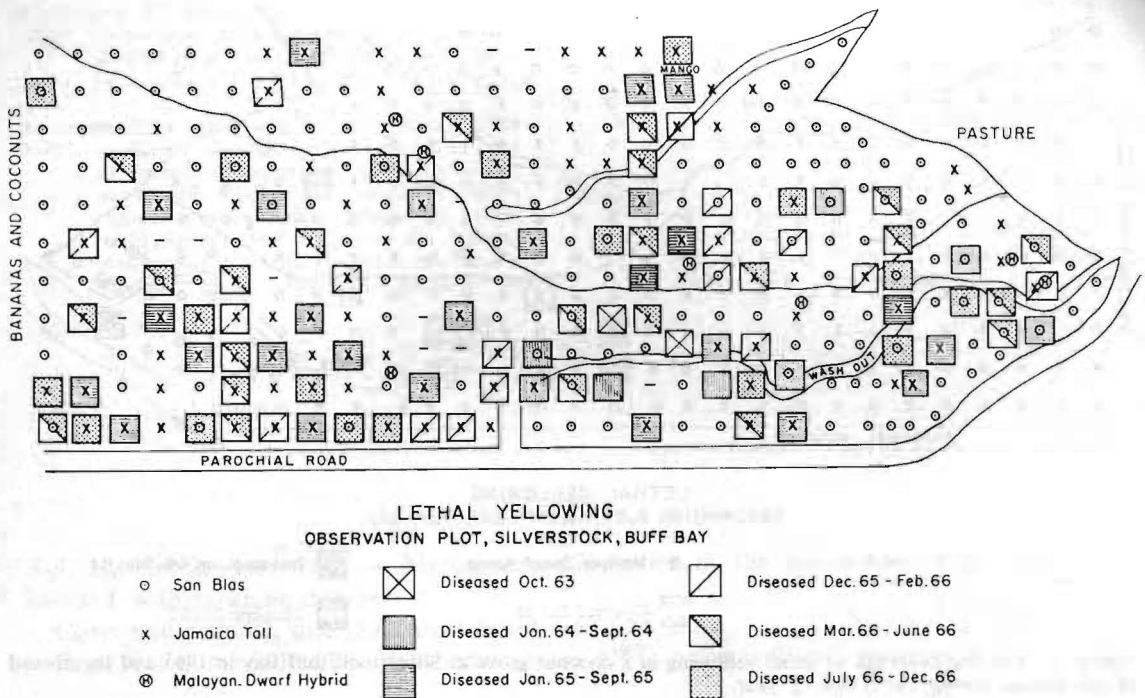 MANGO
PASTURE
BANANAS AND COCONUTS
WASH OUT
PAROCHIAL ROAD
LETHAL YELLOWING
OBSERVATION PLOT, SILVERSTOCK, BUFF BAY
San Blas
Jamaica Tall
Malayan Dwarf Hybrid
Diseased Oct. 63
Diseased Jan. 64-Sept. 64
Diseased Jan. 65-Sept. 65
Diseased Dec. 65-Feb. 66
Diseased Mar. 66-June 66
Diseased July 66-Dec. 66